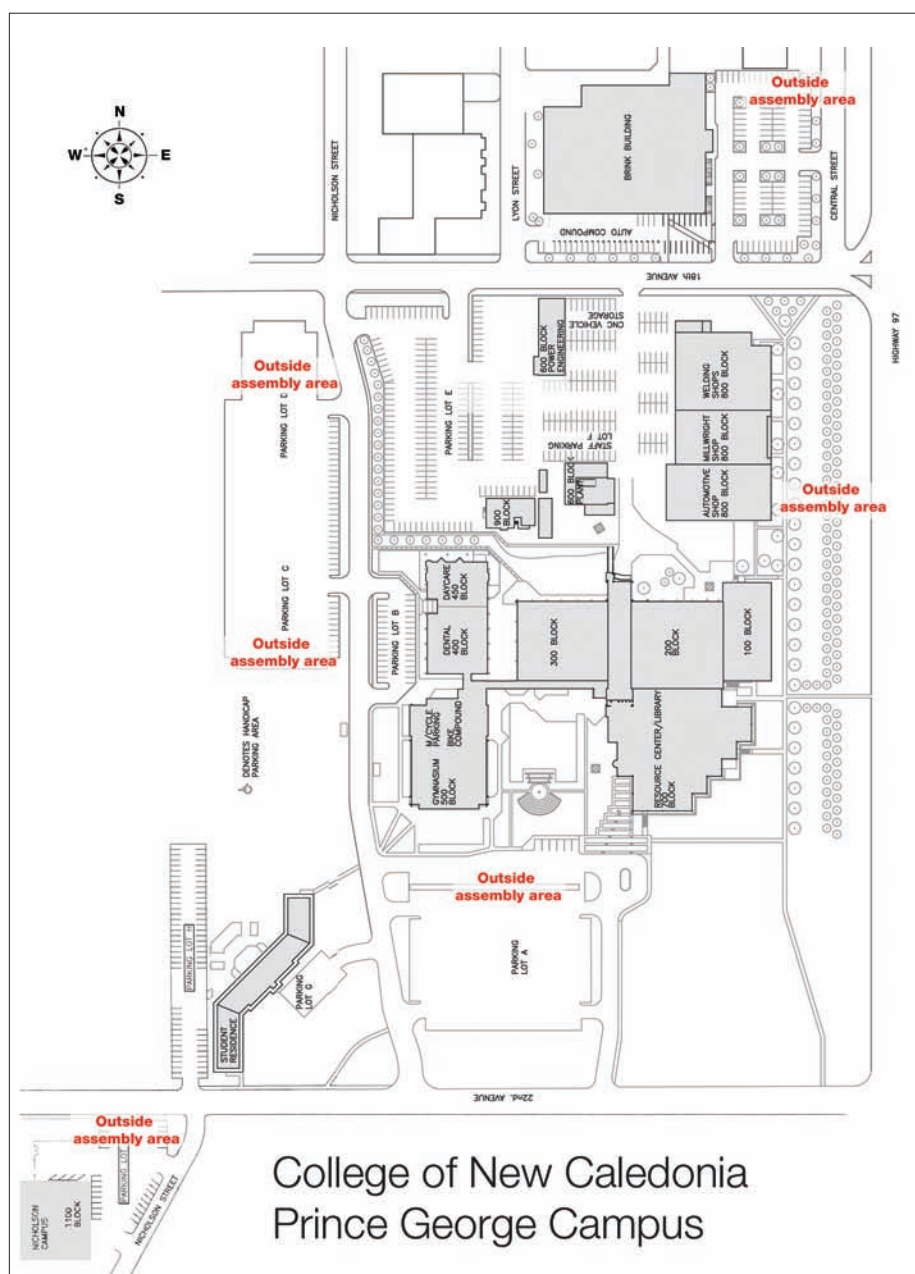 N
W
E
S
NICHOLSON STREET
LYON STREET
BRINK BUILDING
AUTO COMPOUND
Outside
assembly area
CENTRAL STREET
18th AVENUE
HIGHWAY 97
Outside
assembly area
PARKING LOT D
PARKING LOT E
600 BLOCK
POWER
ENGINEERING
CNC VEHICLE
STORAGE
STAFF PARKING
LOT F
WELDING
SHOPS
800 BLOCK
MILLWRIGHT
SHOP
800 BLOCK
AUTOMOTIVE
SHOP
800 BLOCK
Outside
assembly area
900
BLOCK
600 BLOCK
PLANT
PARKING LOT C
Outside
assembly area
PARKING LOT B
DAYCARE
450
BLOCK
DENTAL
400
BLOCK
300 BLOCK
200
BLOCK
100 BLOCK
DENOTES HANDICAP
PARKING AREA
M/CYCLE
PARKING
BIKE
COMPOUND
GYMNASIUM
500
BLOCK
RESOURCE CENTER/LIBRARY
700
BLOCK
Outside
assembly area
PARKING
LOT A
PARKING LOT H
PARKING
LOT G
STUDENT
RESIDENCE
22nd. AVENUE
Outside
assembly area
PARKING LOT
NICHOLSON STREET
NICHOLSON
CAMPUS
1100
BLOCK
College of New Caledonia
Prince George Campus